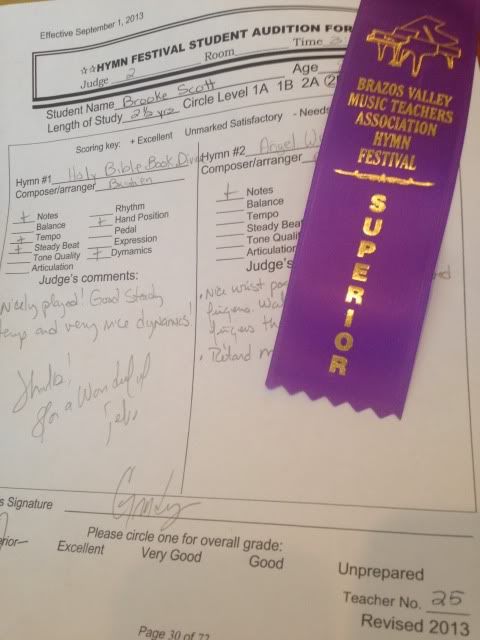 Effective September 1, 2013
☆☆HYMN FESTIVAL STUDENT AUDITION FOR
Judge 2 Room Time
Student Name Brooke Scott Age
Length of Study 2½ yrs Circle Level 1A 1B 2A
Scoring key: + Excellent Unmarked Satisfactory - Needs
Hymn #1 Holy Bible, Book Divi
Composer/arranger
+ Notes
Balance
+ Tempo
+ Steady Beat
Tone Quality
Articulation
Rhythm
+ Hand Position
Pedal
Expression
+ Dynamics
Judge's comments:
Nicely played! Good Steady
and very nice dynamics!
Thanks!
for a Wonderful
job
Hymn #2
Composer/arranger
+ Notes
Balance
Tempo
Steady Beat
Tone Qualit
Articulation
Judge's
Nice wrist
fingers
BRAZOS VALLEY
MUSIC TEACHERS
ASSOCIATION
HYMN
FESTIVAL
SUPERIOR
s Signature
Please circle one for overall grade:
rior— Excellent Very Good Good Unprepared
Teacher No. 25
Revised 2013
Page 30 of 72